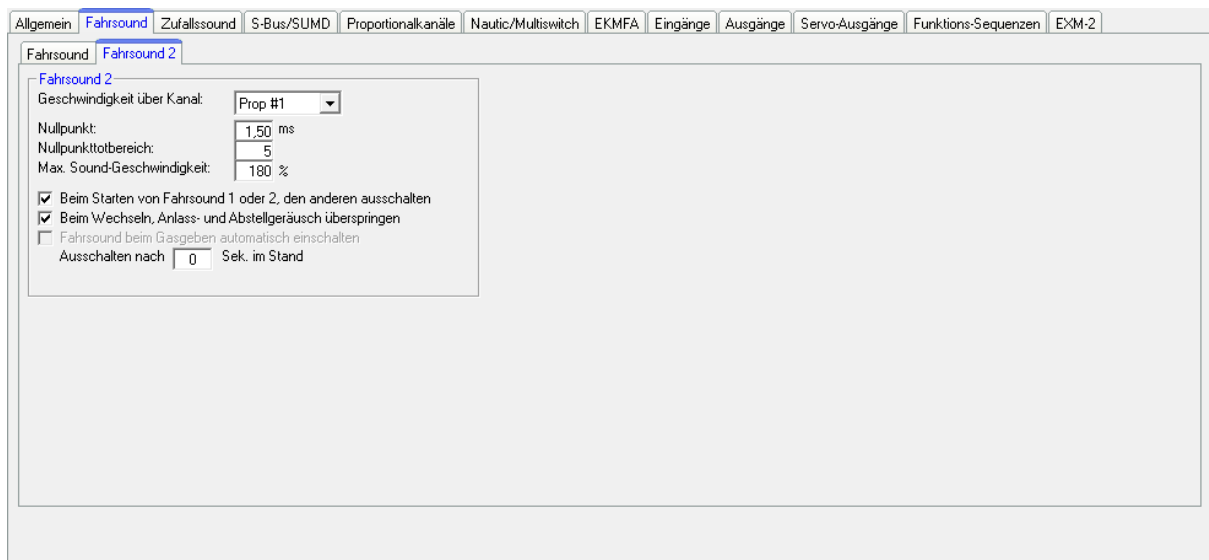 Allgemein Fahrsound Zufallssound S-Bus/SUMD Proportionalkanäle Nautic/Multiswitch EKMFA Eingänge Ausgänge Servo-Ausgänge Funktions-Sequenzen EXM-2
Fahrsound Fahrsound 2
Fahrsound 2
Geschwindigkeit über Kanal: Prop #1
Nullpunkt: 1,50 ms
Nullpunkttotbereich: 5
Max. Sound-Geschwindigkeit: 180 %
Beim Starten von Fahrsound 1 oder 2, den anderen ausschalten
Beim Wechseln, Anlass- und Abstellgeräusch überspringen
Fahrsound beim Gasgeben automatisch einschalten
Ausschalten nach 0 Sek. im Stand